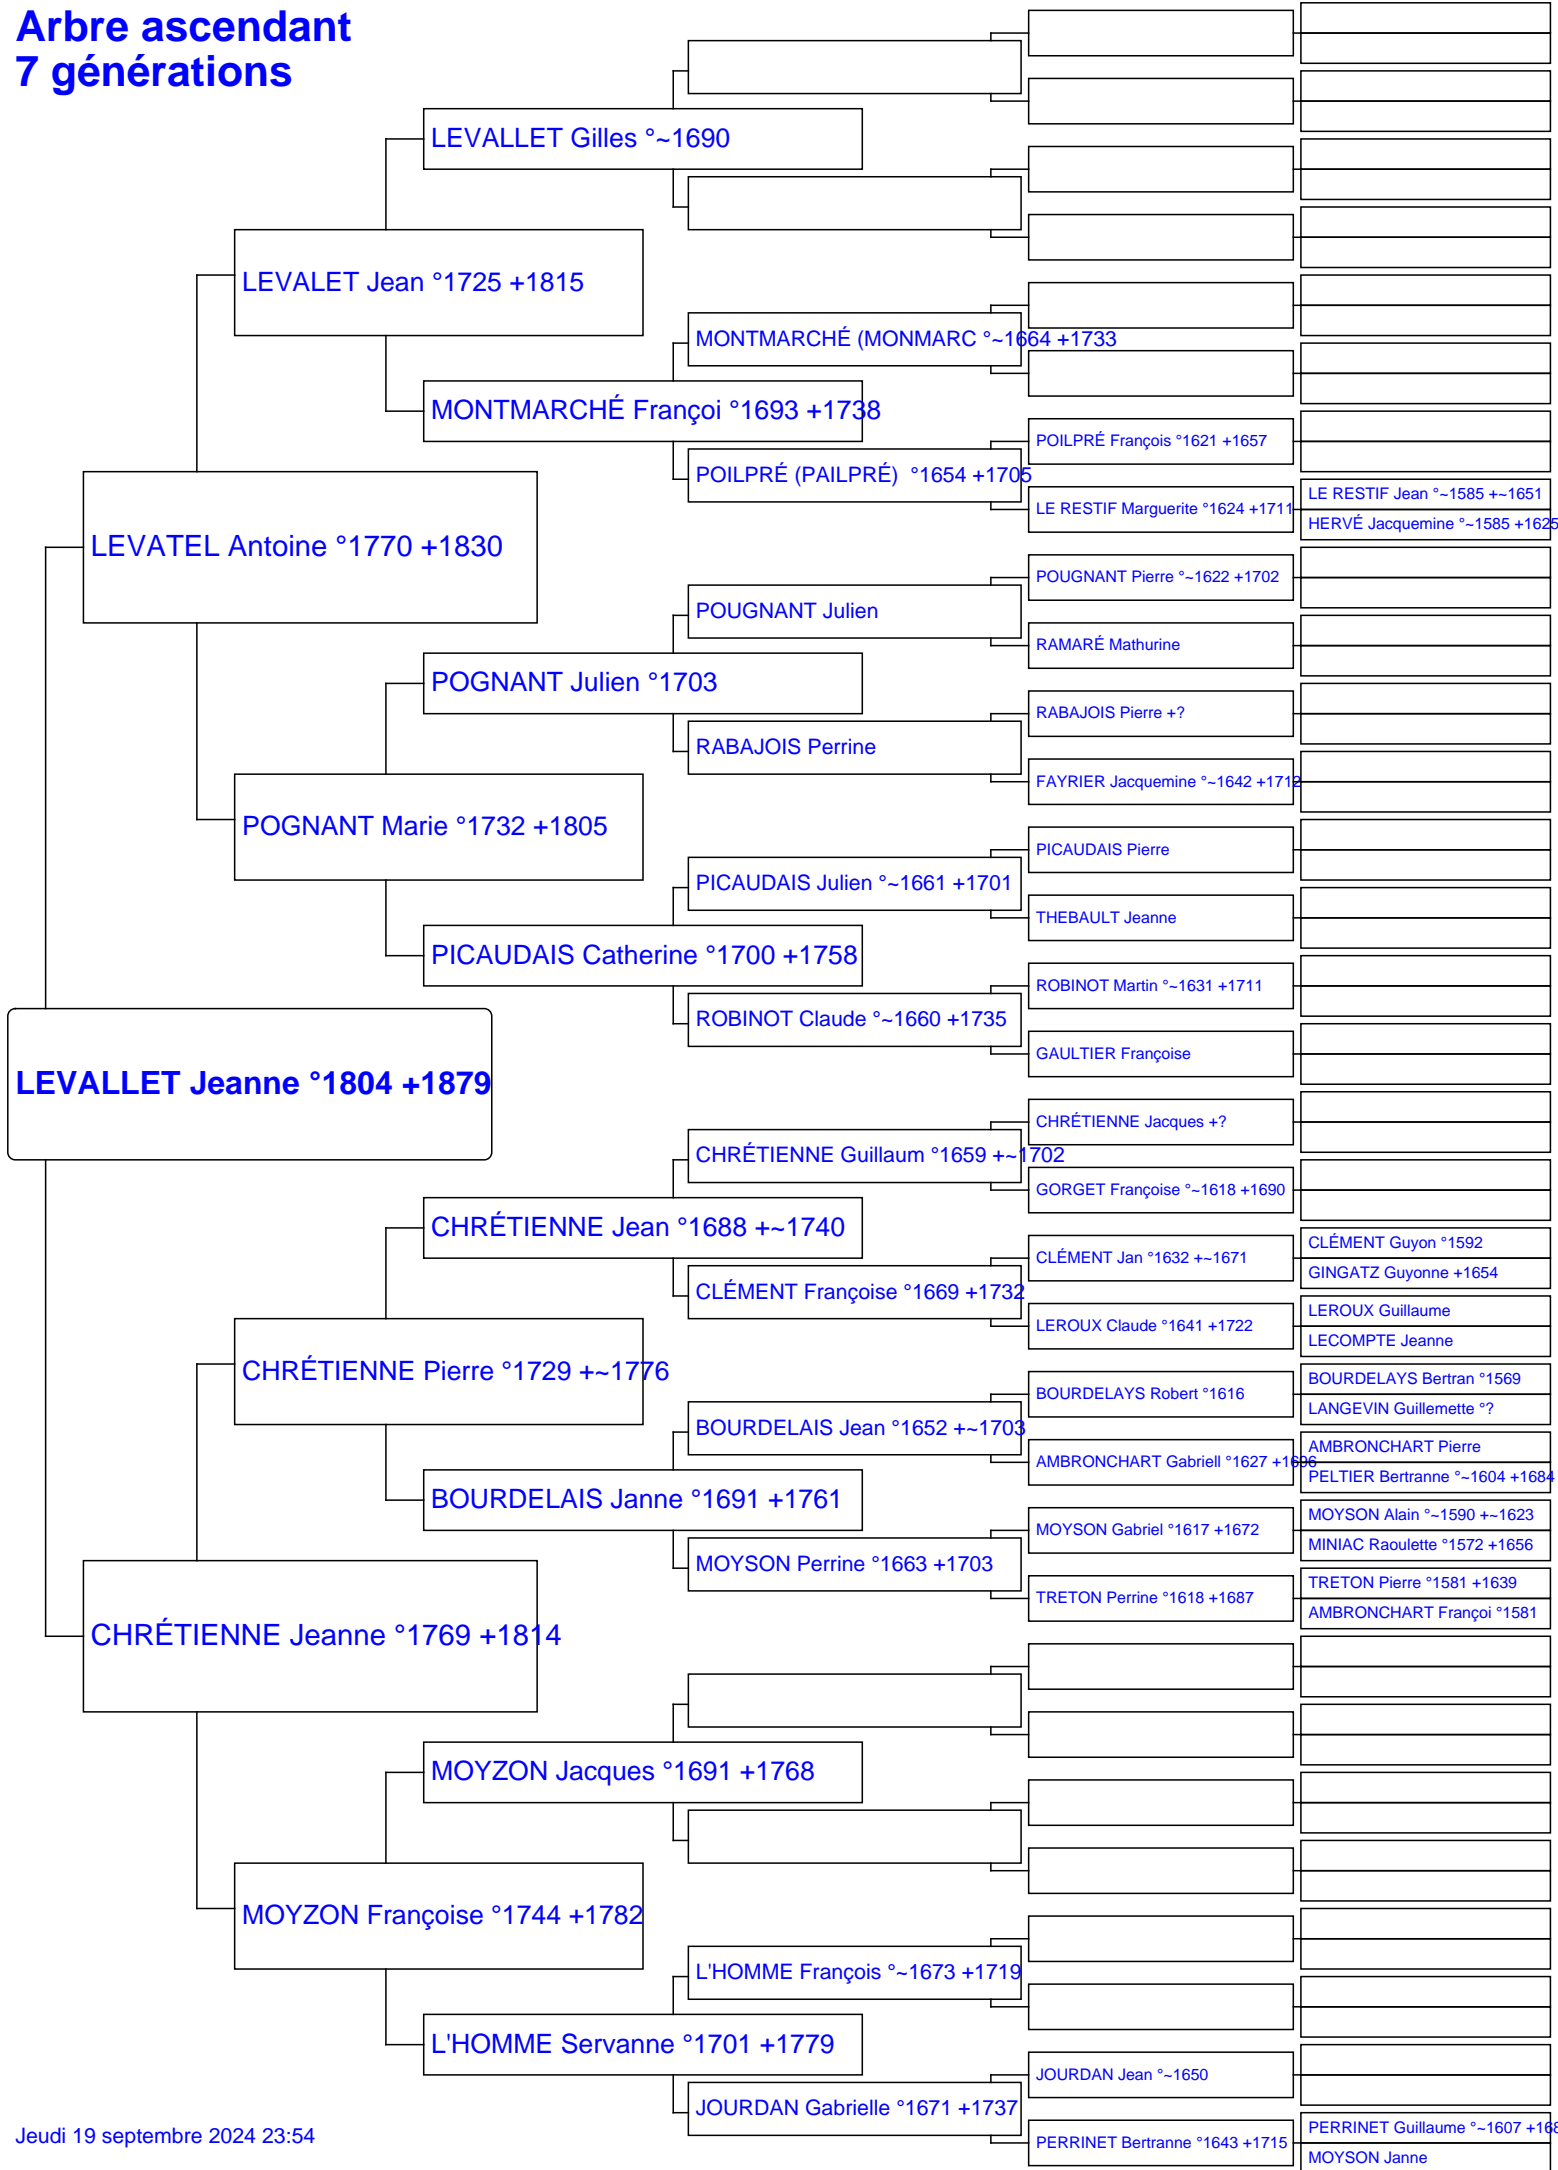 Arbre ascendant
7 générations
LEVALLET Gilles °~1690
LEVALET Jean °1725 +1815
MONTMARCHÉ (MONMARC °~1664 +1733
MONTMARCHÉ Françoi °1693 +1738
POILPRÉ François °1621 +1657
POILPRÉ (PAILPRÉ) °1654 +1705
LE RESTIF Marguerite °1624 +1711
LE RESTIF Jean °~1585 +~1651
HERVÉ Jacquemine °~1585 +1625
LEVATEL Antoine °1770 +1830
POUGNANT Pierre °~1622 +1702
POUGNANT Julien
RAMARÉ Mathurine
POGNANT Julien °1703
RABAJOIS Pierre +?
RABAJOIS Perrine
FAYRIER Jacquemine °~1642 +1712
POGNANT Marie °1732 +1805
PICAUDAIS Pierre
PICAUDAIS Julien °~1661 +1701
THEBAULT Jeanne
PICAUDAIS Catherine °1700 +1758
ROBINOT Martin °~1631 +1711
ROBINOT Claude °~1660 +1735
GAULTIER Françoise
LEVALLET Jeanne °1804 +1879
CHRÉTIENNE Jacques +?
CHRÉTIENNE Guillaum °1659 +~1702
GORGET Françoise °~1618 +1690
CHRÉTIENNE Jean °1688 +~1740
CLÉMENT Jan °1632 +~1671
CLÉMENT Guyon °1592
GINGATZ Guyonne +1654
CLÉMENT Françoise °1669 +1732
LEROUX Claude °1641 +1722
LEROUX Guillaume
LECOMPTE Jeanne
CHRÉTIENNE Pierre °1729 +~1776
BOURDELAYS Robert °1616
BOURDELAYS Bertran °1569
LANGEVIN Guillemette °?
BOURDELAIS Jean °1652 +~1703
AMBRONCHART Gabriell °1627 +1696
AMBRONCHART Pierre
PELTIER Bertranne °~1604 +1684
BOURDELAIS Janne °1691 +1761
MOYSON Gabriel °1617 +1672
MOYSON Alain °~1590 +~1623
MINIAC Raoulette °1572 +1656
MOYSON Perrine °1663 +1703
TRETON Perrine °1618 +1687
TRETON Pierre °1581 +1639
AMBRONCHART Françoi °1581
CHRÉTIENNE Jeanne °1769 +1814
MOYZON Jacques °1691 +1768
MOYZON Françoise °1744 +1782
L'HOMME François °~1673 +1719
L'HOMME Servanne °1701 +1779
JOURDAN Jean °~1650
JOURDAN Gabrielle °1671 +1737
PERRINET Bertranne °1643 +1715
PERRINET Guillaume °~1607
MOYSON Janne
Jeudi 19 septembre 2024 23:54